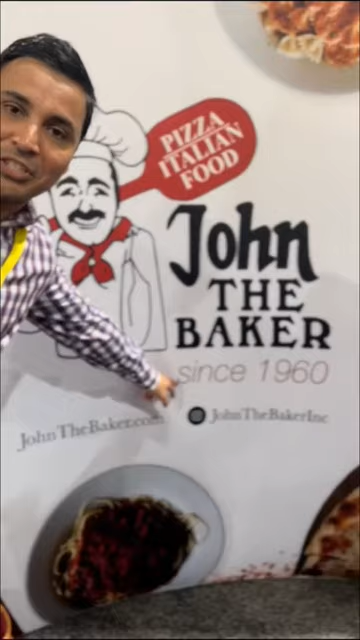 PIZZA
ITALIAN
FOOD
John
THE
BAKER
since 1960
JohnTheBaker.com
JohnTheBakerInc